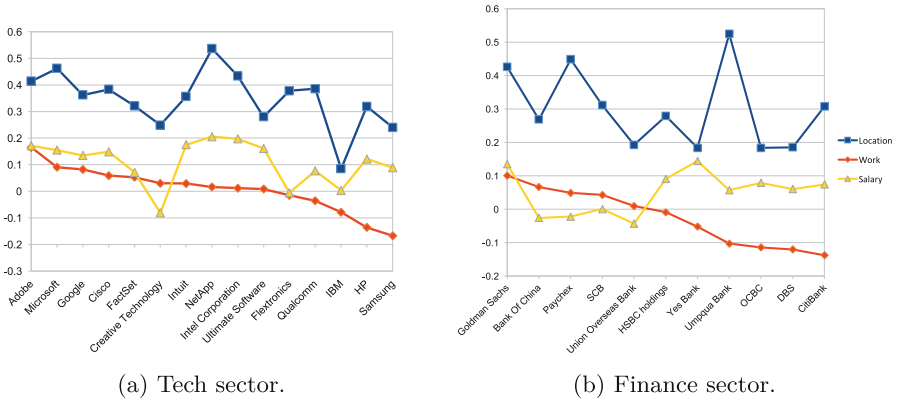 0.6
0.5
0.4
0.3
0.2
0.1
0
-0.1
-0.2
-0.3
Adobe
Microsoft
Google
Cisco
FactSet
Creative Technology
Intuit
NetApp
Intel Corporation
Ultimate Software
Flextronics
Qualcomm
IBM
HP
Samsung
(a) Tech sector.
0.6
0.5
0.4
0.3
0.2
0.1
0
-0.1
-0.2
Goldman Sachs
Bank Of China
Paychex
SCB
Union Overseas Bank
HSBC holdings
Yes Bank
Umpqua Bank
OCBC
DBS
CitiBank
Location
Work
Salary
(b) Finance sector.